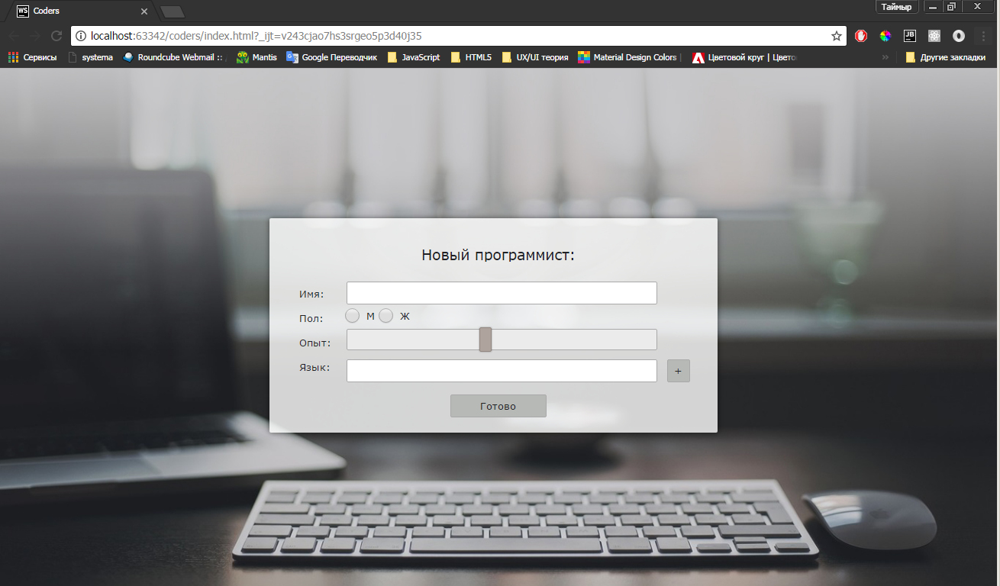 WS Coders
Таймыр
localhost:63342/coders/index.html?_ijt=v243cjao7hs3srgeo5p3d40j35
JB
Сервисы systema Roundcube Webmail :: Mantis Google Переводчик JavaScript HTML5 UX/UI теория Material Design Colors | Цветовой круг | Цвето Другие закладки
Новый программист:
Имя:
Пол: М Ж
Опыт:
Язык: +
Готово